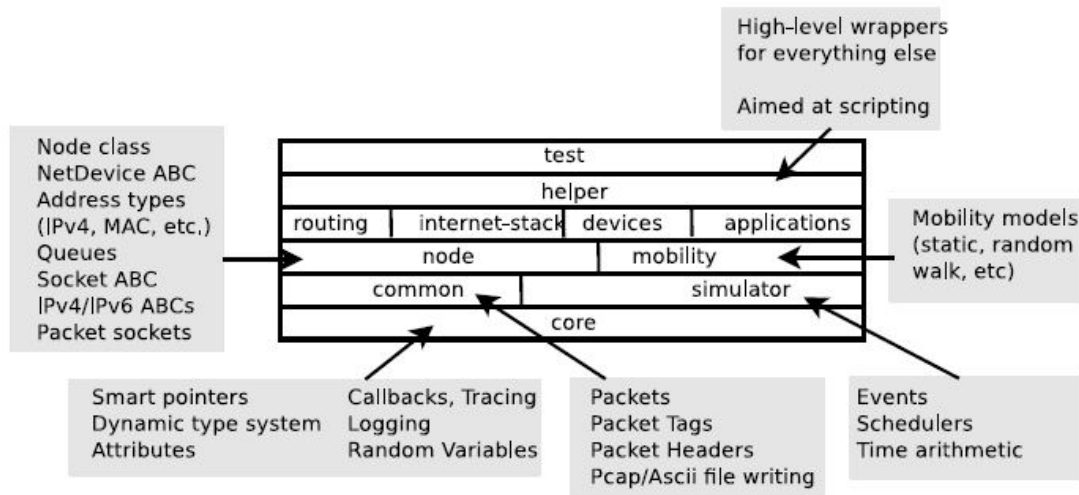 High-level wrappers
for everything else
Aimed at scripting
Node class
NetDevice ABC
Address types
(IPv4, MAC, etc.)
Queues
Socket ABC
IPv4/IPv6 ABCs
Packet sockets
test
helper
routing
internet-stack
devices
applications
node
mobility
common
simulator
core
Mobility models
(static, random
walk, etc)
Smart pointers
Dynamic type system
Attributes
Callbacks, Tracing
Logging
Random Variables
Packets
Packet Tags
Packet Headers
Pcap/Ascii file writing
Events
Schedulers
Time arithmetic